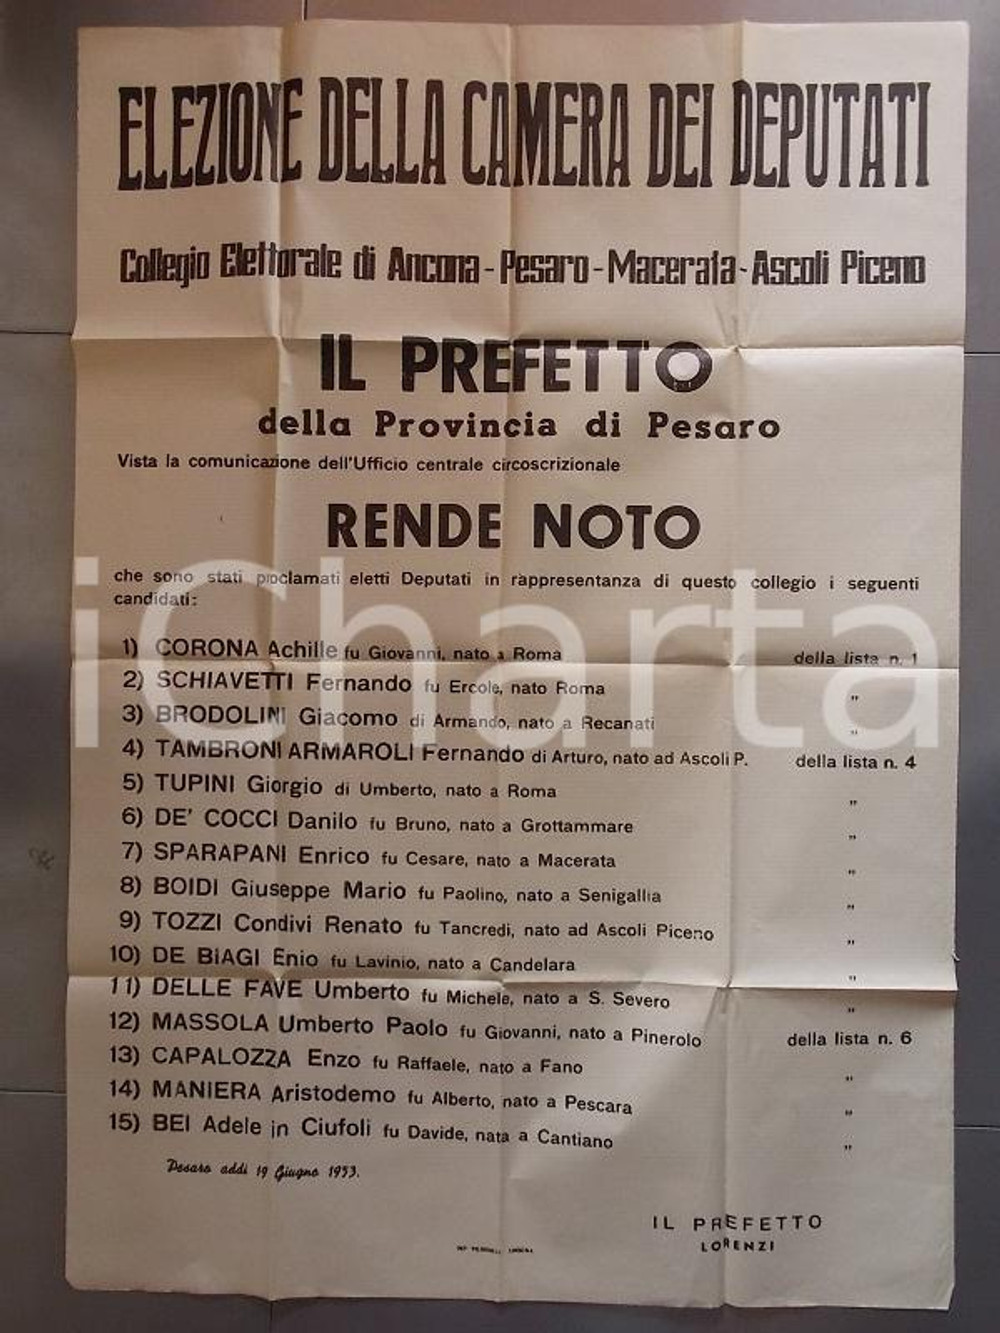 ELEZIONE DELLA CAMERA DEI DEPUTATI
Collegio Elettorale di Ancona - Pesaro - Macerata - Ascoli Piceno
IL PREFETTO
della Provincia di Pesaro
Vista la comunicazione dell'Ufficio centrale circoscrizionale
RENDE NOTO
che sono stati proclamati eletti Deputati in rappresentanza di questo collegio i seguenti
candidati:
1) CORONA Achille fu Giovanni, nato a Roma della lista n. 1
2) SCHIAVETTI Fernando fu Ercole, nato Roma "
3) BRODOLINI Giacomo di Armando, nato a Recanati "
4) TAMBRONI ARMAROLI Fernando di Arturo, nato ad Ascoli P. della lista n. 4
5) TUPINI Giorgio di Umberto, nato a Roma "
6) DE' COCCI Danilo fu Bruno, nato a Grottammare "
7) SPARAPANI Enrico fu Cesare, nato a Macerata "
8) BOIDI Giuseppe Mario fu Paolino, nato a Senigallia "
9) TOZZI Condivi Renato fu Tancredi, nato ad Ascoli Piceno "
10) DE BIAGI Enio fu Lavinio, nato a Candelara "
11) DELLE FAVE Umberto fu Michele, nato a S. Severo "
12) MASSOLA Umberto Paolo fu Giovanni, nato a Pinerolo della lista n. 6
13) CAPALOZZA Enzo fu Raffaele, nato a Fano "
14) MANIERA Aristodemo fu Alberto, nato a Pescara "
15) BEI Adele in Ciufoli fu Davide, nata a Cantiano "
Pesaro addì 19 Giugno 1953.
IL PREFETTO
LORENZI
iCharta